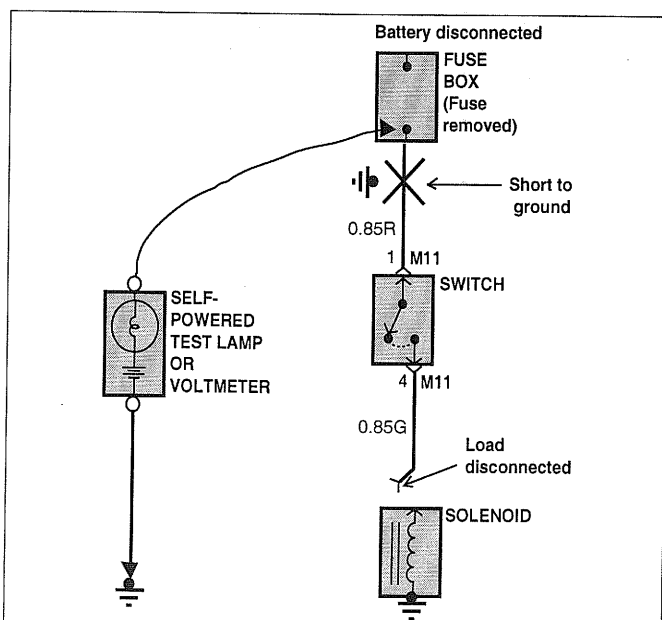 Battery disconnected
FUSE
BOX
(Fuse
removed)
Short to
ground
0.85R
1 M11
SWITCH
SELF-
POWERED
TEST LAMP
OR
VOLTMETER
4 M11
0.85G
Load
disconnected
SOLENOID